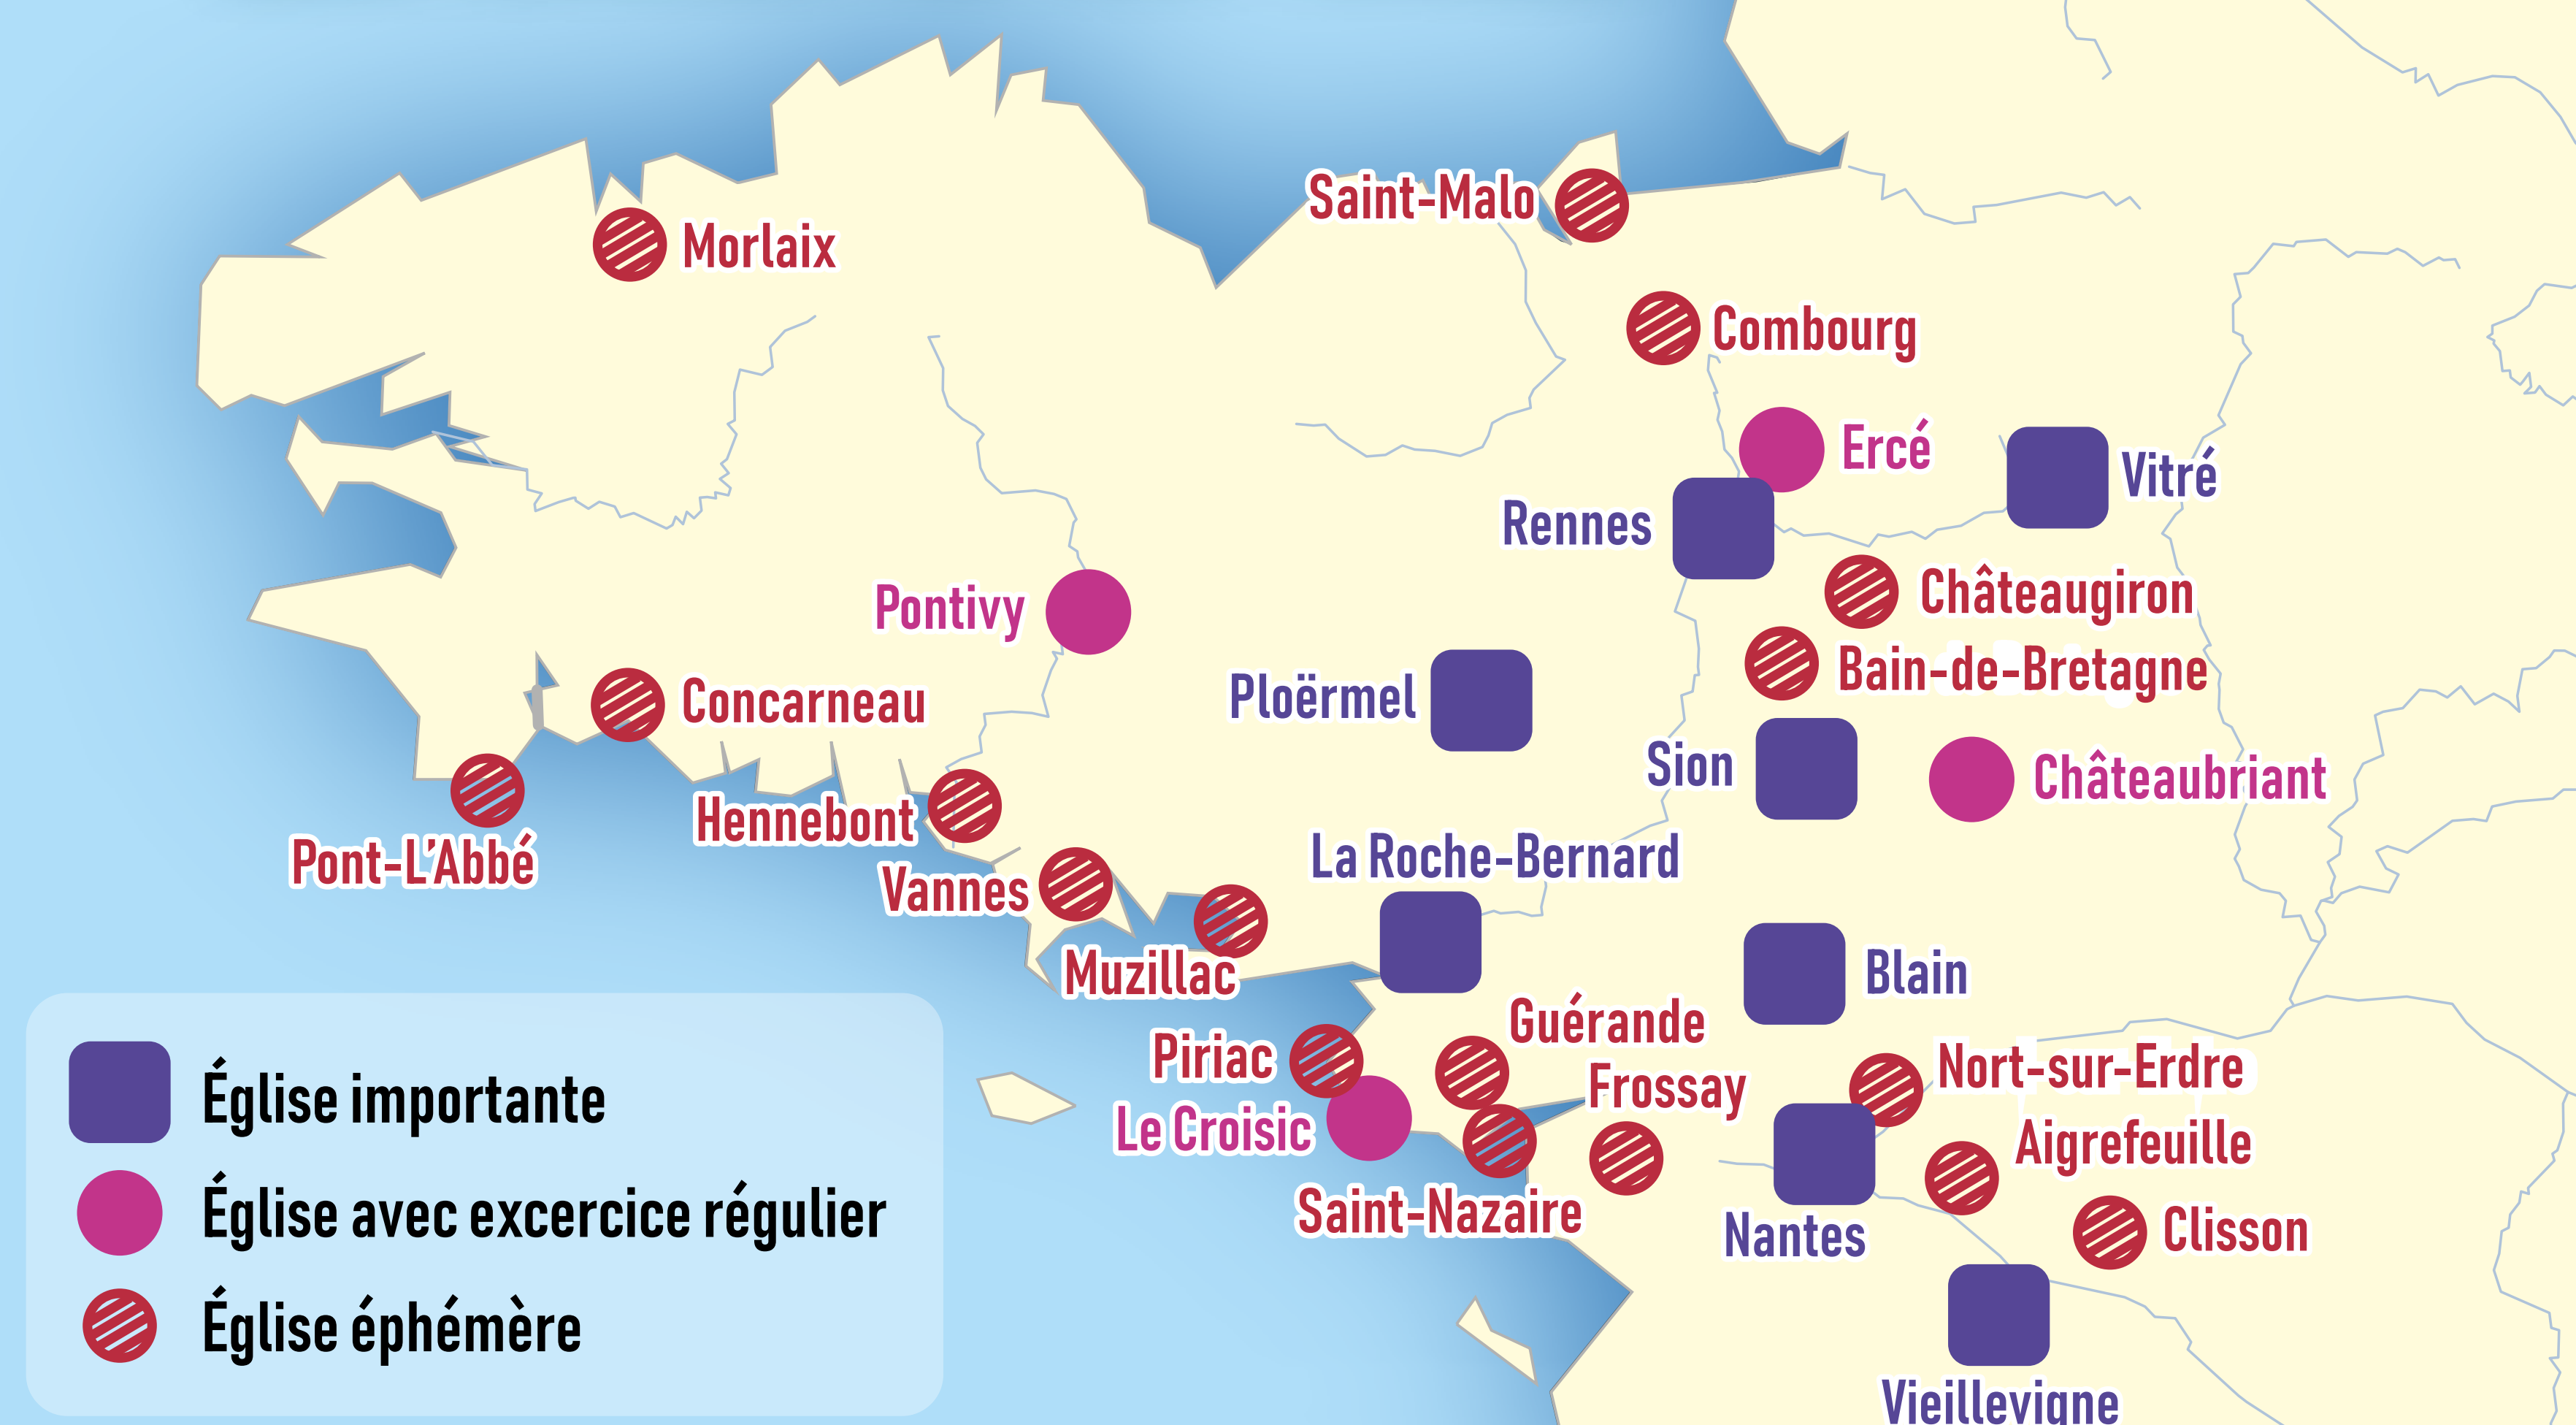 Saint-Malo
Morlaix
Combourg
Ercé
Vitré
Rennes
Châteaugiron
Pontivy
Bain-de-Bretagne
Ploërmel
Concarneau
Sion
Châteaubriant
Hennebont
Pont-L'Abbé
La Roche-Bernard
Vannes
Muzillac
Blain
Guérande
Piriac
Nort-sur-Erdre
Frossay
Le Croisic
Aigrefeuille
Saint-Nazaire
Nantes
Clisson
Vieillevigne
Église importante
Église avec excercice régulier
Église éphémère